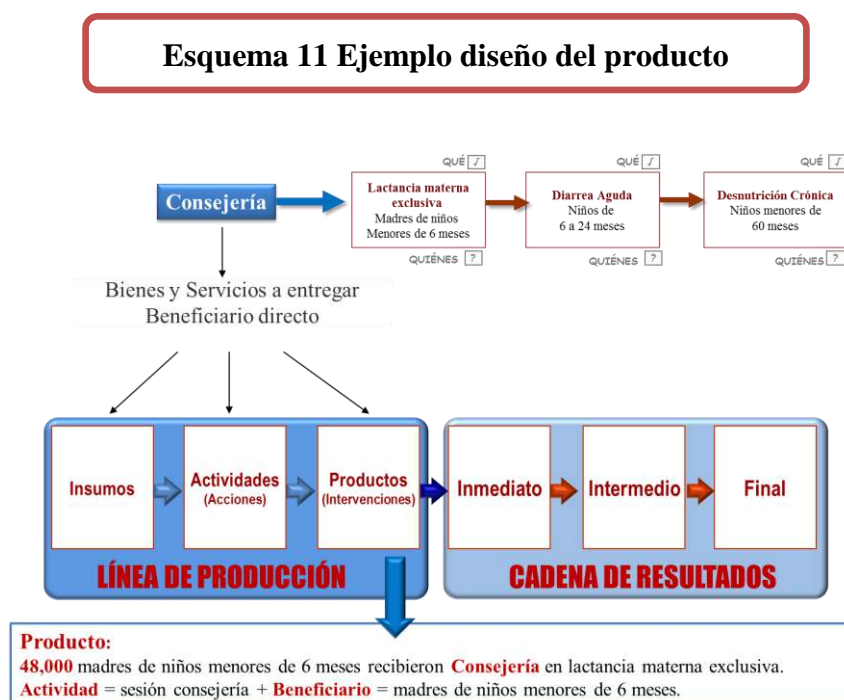 Esquema 11 Ejemplo diseño del producto
QUÉ √
QUÉ √
QUÉ √
Consejería
Lactancia materna
exclusiva
Madres de niños
Menores de 6 meses
Diarrea Aguda
Niños de
6 a 24 meses
Desnutrición Crónica
Niños menores de
60 meses
QUIÉNES ?
QUIÉNES ?
QUIÉNES ?
Bienes y Servicios a entregar
Beneficiario directo
Insumos
Actividades
(Acciones)
Productos
(Intervenciones)
Inmediato
Intermedio
Final
LÍNEA DE PRODUCCIÓN
CADENA DE RESULTADOS
Producto:
48,000 madres de niños menores de 6 meses recibieron Consejería en lactancia materna exclusiva.
Actividad = sesión consejería + Beneficiario = madres de niños menores de 6 meses.